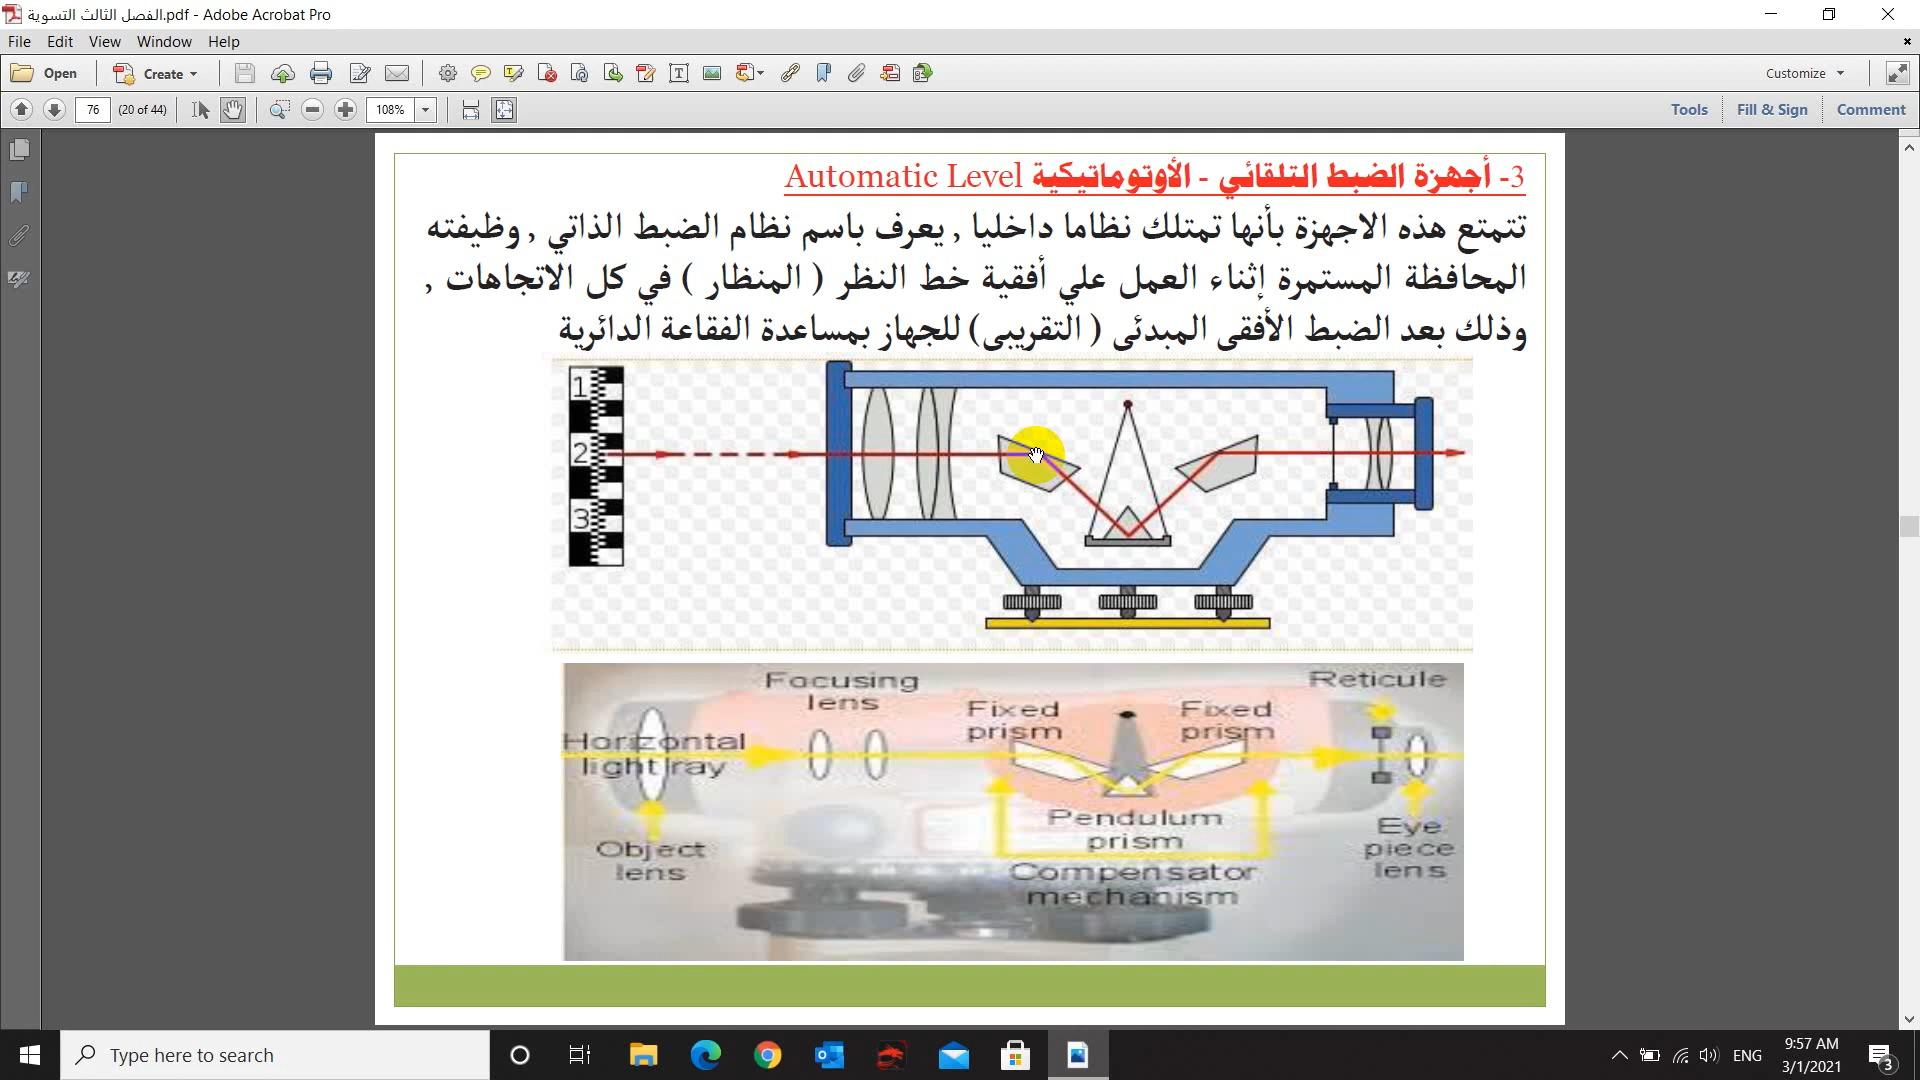 الفصل الثالث التسوية.pdf - Adobe Acrobat Pro
File Edit View Window Help
Open Create Customize
76 (20 of 44) 108% Tools Fill & Sign Comment
3- أجهزة الضبط التلقائي - الأوتوماتيكية Automatic Level
تتمتع هذه الاجهزة بأنها تمتلك نظاما داخليا , يعرف باسم نظام الضبط الذاتي , وظيفته
المحافظة المستمرة إثناء العمل علي أفقية خط النظر ( المنظار ) في كل الاتجاهات ,
وذلك بعد الضبط الأفقى المبدئى ( التقريبى) للجهاز بمساعدة الفقاعة الدائرية
1
2
3
Focusing
lens
Reticule
Fixed
prism
Fixed
prism
Horizontal
light ray
Pendulum
prism
Object
lens
Eye
piece
lens
Compensator
mechanism
Type here to search
ENG
9:57 AM
3/1/2021
3